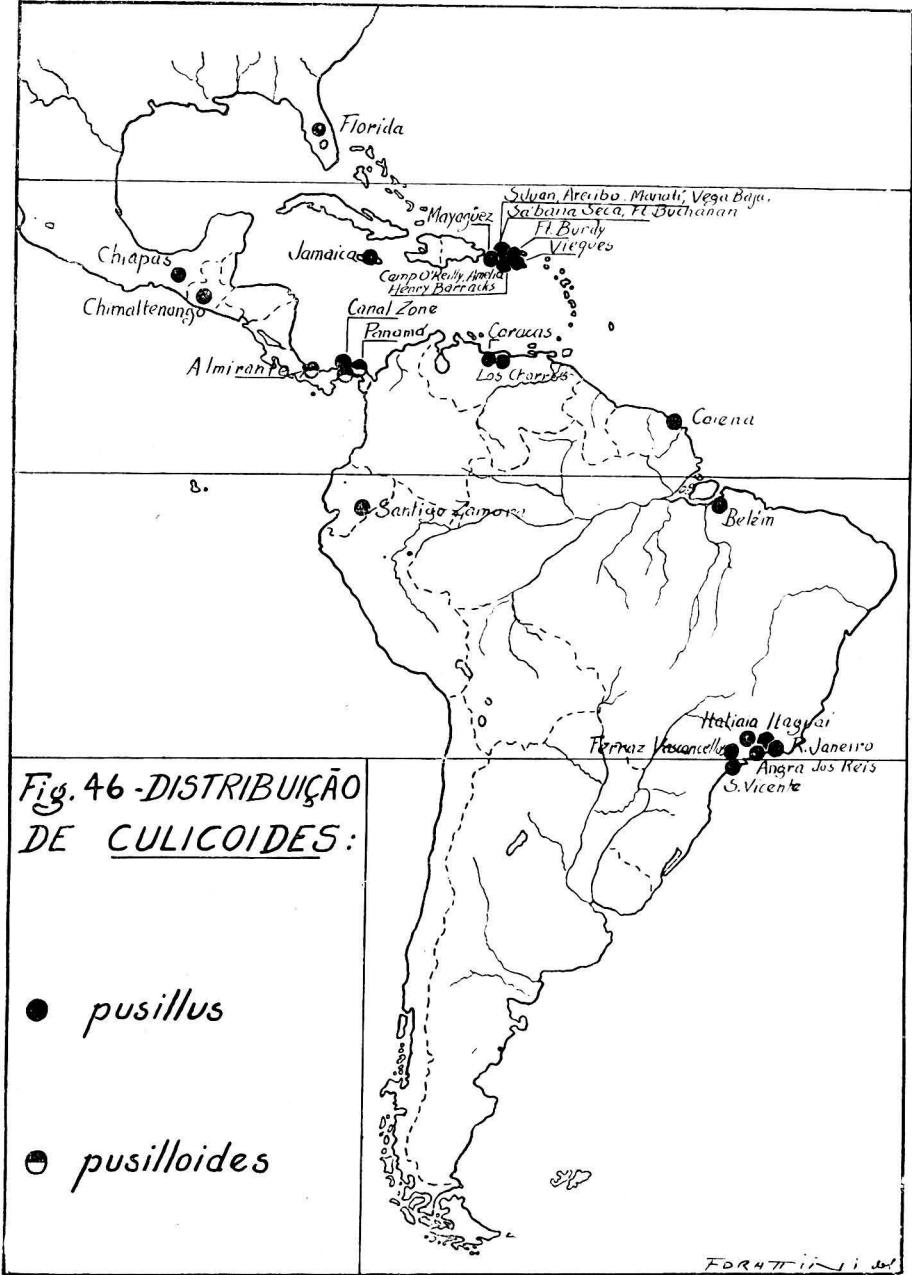 Florida
S.Juan, Arecibo. Manatí, Vega Baja,
Sabana Seca, Ft. Buchanan
Mayagüez
Ft. Bundy
Vieques
Jamaica
Camp O'Reilly, Amelia
Henry Barracks
Chiapas
Chimaltenango
Canal Zone
Panamá
Caracas
Almirante
Los Chorros
Caiena
Santigo Zamora
Belém
Itatiaia Itaguai
Ferraz Vasconcellos
R. Janeiro
Angra dos Reis
S. Vicente
Fig. 46 - DISTRIBUIÇÃO
DE CULICOIDES:
pusillus
pusilloides
FORATTINI del